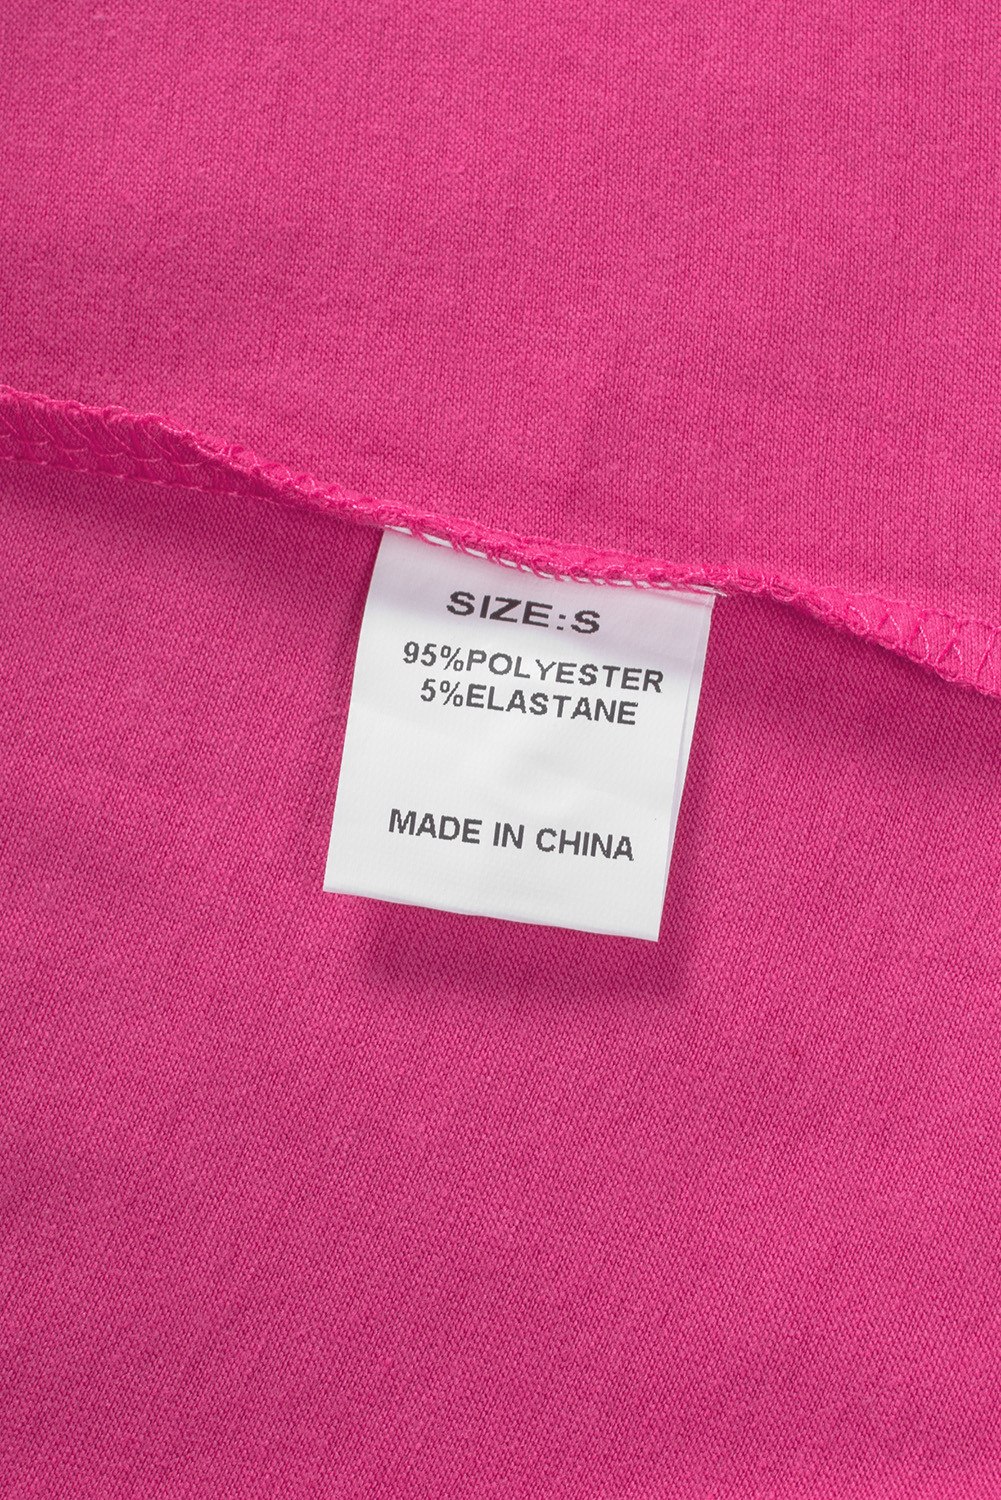 SIZE:S
95%POLYESTER
5%ELASTANE
MADE IN CHINA